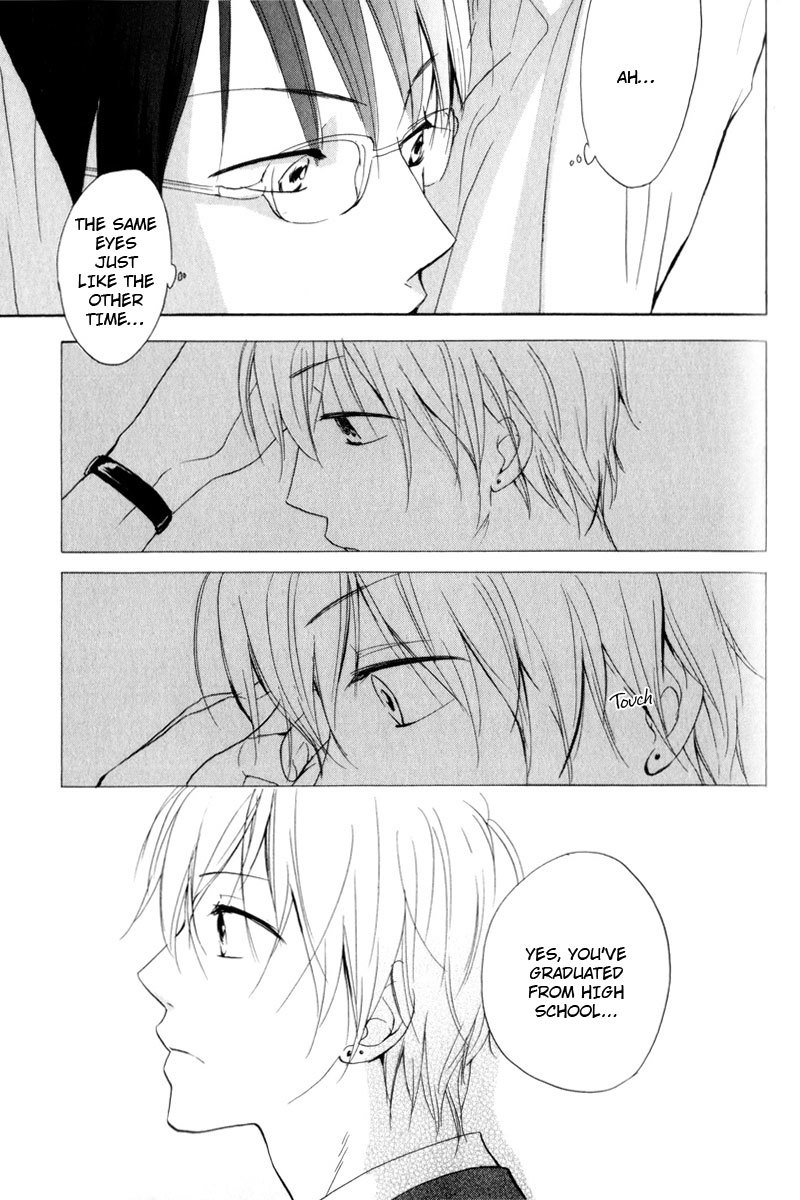 AH...
THE SAME
EYES
JUST
LIKE THE
OTHER
TIME...
Touch
YES, YOU'VE
GRADUATED
FROM HIGH
SCHOOL...